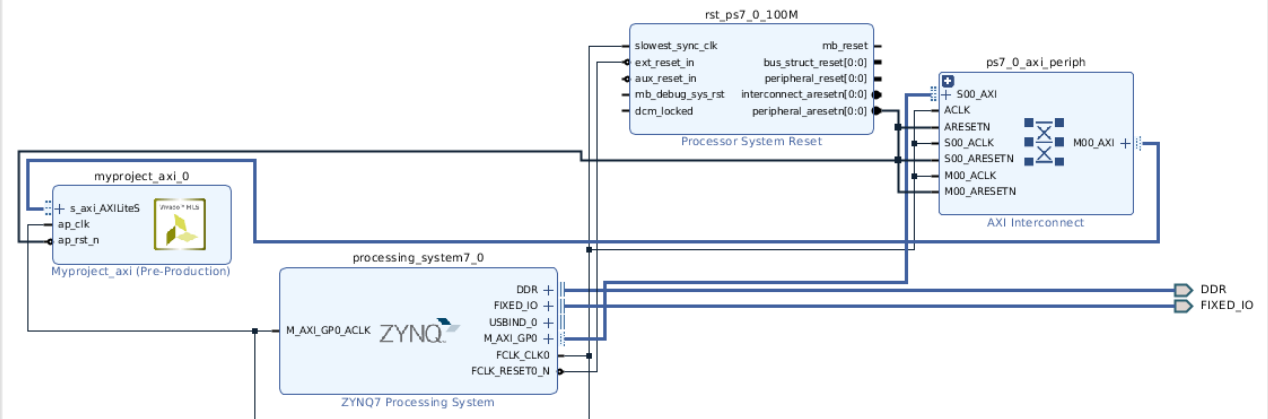 rst_ps7_0_100M
slowest_sync_clk
ext_reset_in
aux_reset_in
mb_debug_sys_rst
dcm_locked
mb_reset
bus_struct_reset[0:0]
peripheral_reset[0:0]
interconnect_aresetn[0:0]
peripheral_aresetn[0:0]
Processor System Reset
ps7_0_axi_periph
S00_AXI
ACLK
ARESETN
S00_ACLK
S00_ARESETN
M00_ACLK
M00_ARESETN
M00_AXI
AXI Interconnect
myproject_axi_0
s_axi_AXILiteS
ap_clk
ap_rst_n
Vivado™ HLS
Myproject_axi (Pre-Production)
processing_system7_0
M_AXI_GP0_ACLK
ZYNQ
DDR
FIXED_IO
USBIND_0
M_AXI_GP0
FCLK_CLK0
FCLK_RESET0_N
ZYNQ7 Processing System
DDR
FIXED_IO